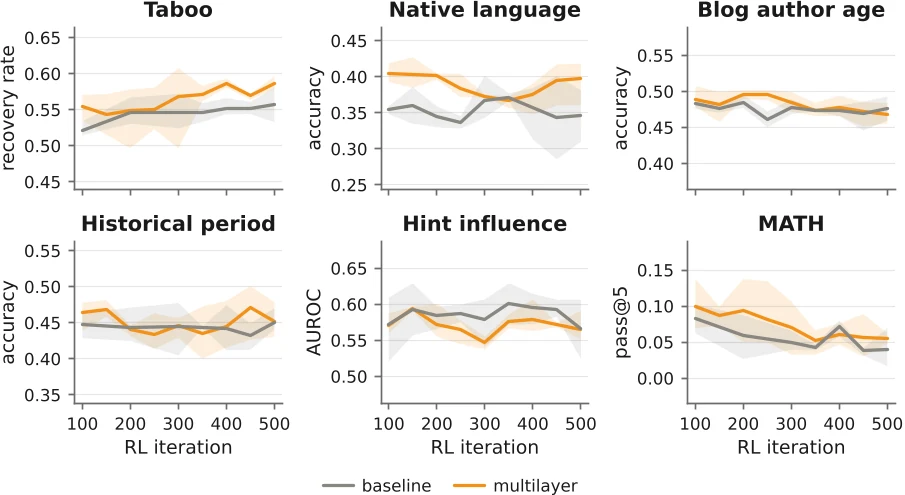 Taboo
Native language
Blog author age
recovery rate
0.65
0.60
0.55
0.50
0.45
accuracy
0.45
0.40
0.35
0.30
0.25
accuracy
0.55
0.50
0.45
0.40
Historical period
Hint influence
MATH
accuracy
0.55
0.50
0.45
0.40
0.35
100 200 300 400 500
RL iteration
AUROC
0.65
0.60
0.55
0.50
100 200 300 400 500
RL iteration
pass@5
0.15
0.10
0.05
0.00
100 200 300 400 500
RL iteration
baseline multilayer